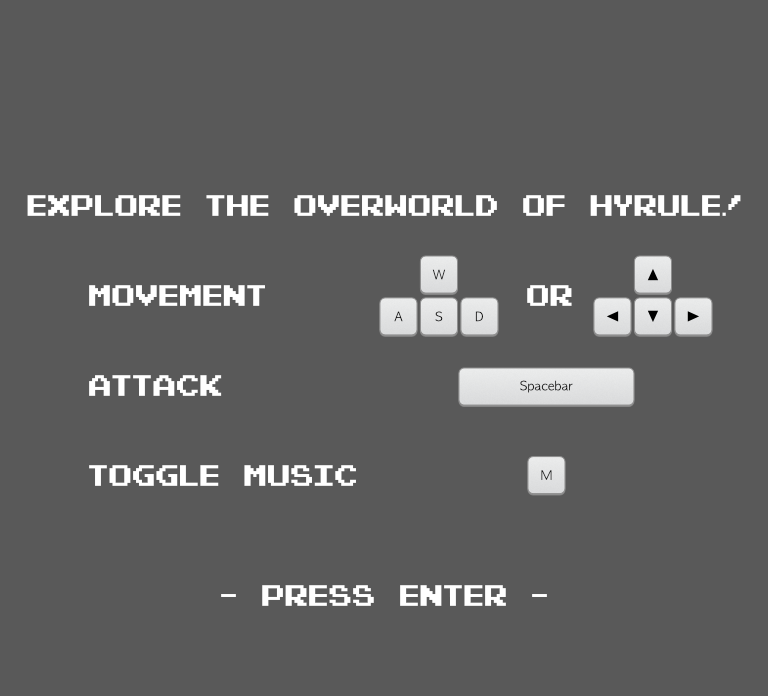 EXPLORE THE OVERWORLD OF HYRULE!
W
MOVEMENT A S D OR
ATTACK Spacebar
TOGGLE MUSIC M
- PRESS ENTER -